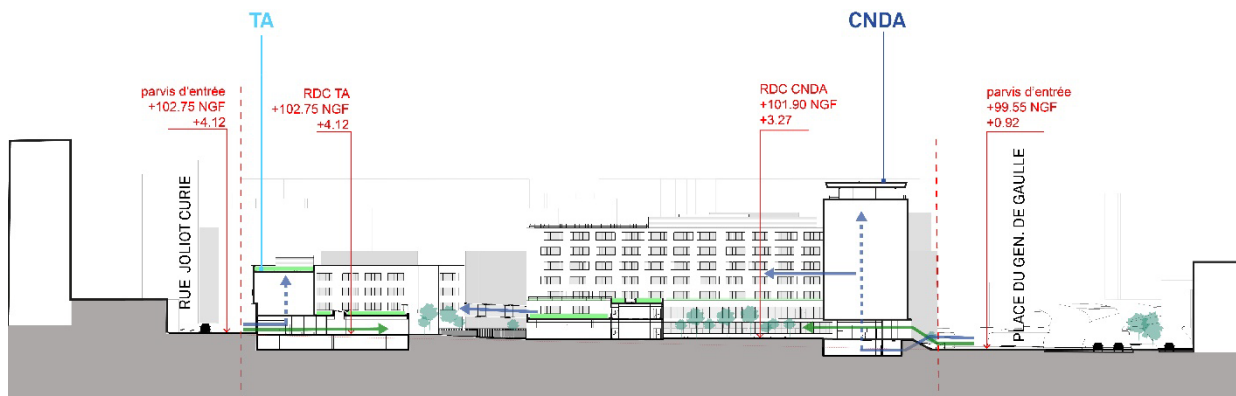 TA
CNDA
parvis d'entrée
+102.75 NGF
+4.12
RDC TA
+102.75 NGF
+4.12
RDC CNDA
+101.90 NGF
+3.27
parvis d'entrée
+99.55 NGF
+0.92
RUE JOLIOT CURIE
PLACE DU GEN. DE GAULLE